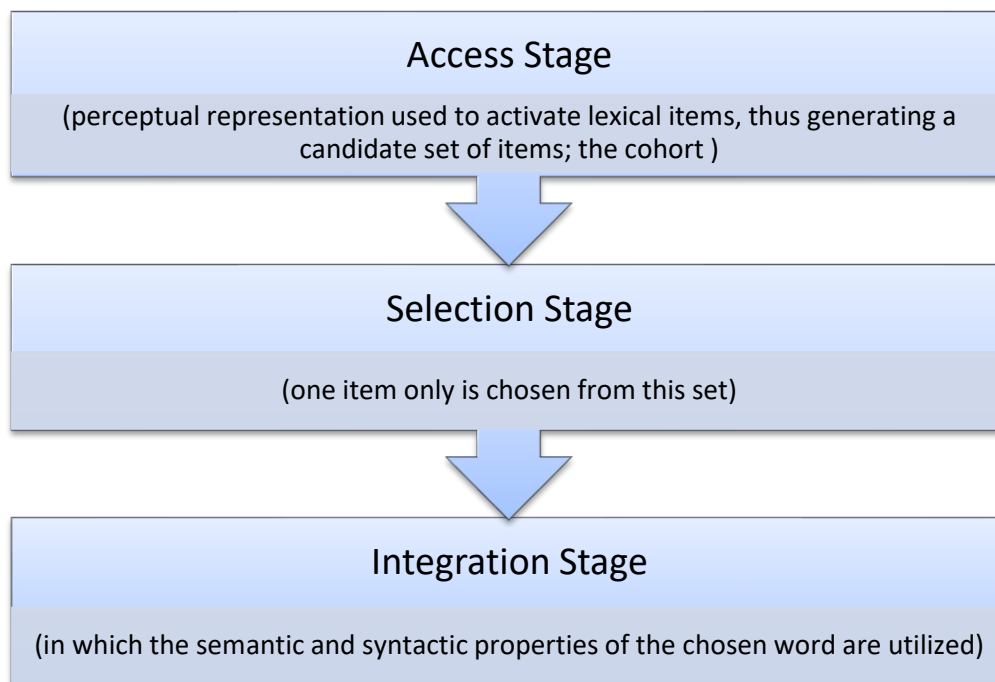 Access Stage
(perceptual representation used to activate lexical items, thus generating a
candidate set of items; the cohort )
Selection Stage
(one item only is chosen from this set)
Integration Stage
(in which the semantic and syntactic properties of the chosen word are utilized)